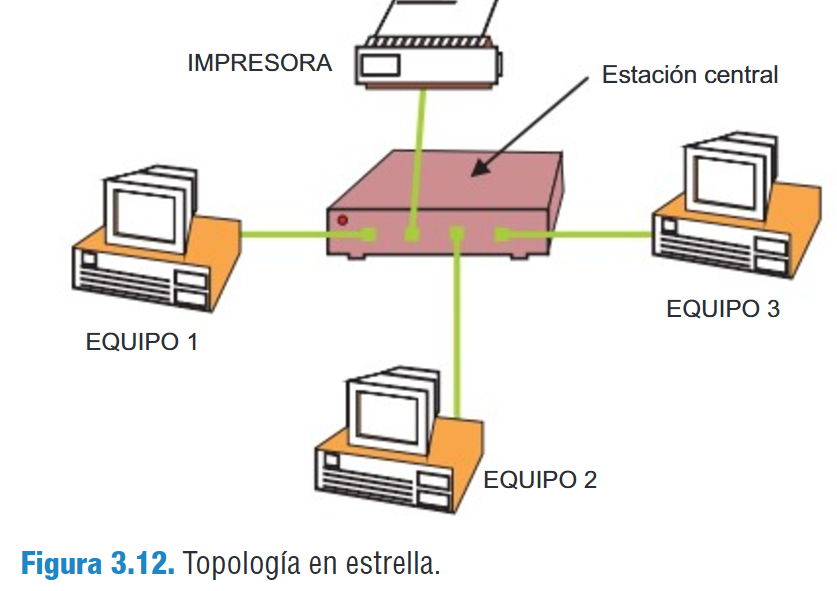 IMPRESORA
Estación central
EQUIPO 1
EQUIPO 3
EQUIPO 2
Figura 3.12. Topología en estrella.